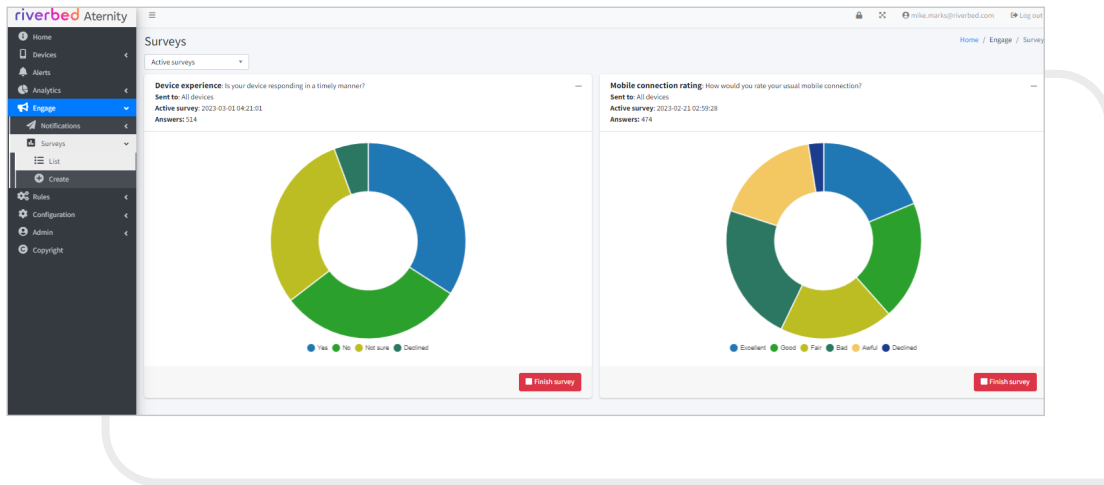 riverbed Aternity
mike.marks@riverbed.com Log out
Home
Devices
Alerts
Analytics
Engage
Notifications
Surveys
List
Create
Rules
Configuration
Admin
Copyright
Surveys
Home / Engage / Survey
Active surveys
Device experience: Is your device responding in a timely manner?
Sent to: All devices
Active survey: 2023-03-01 04:21:01
Answers: 514
Yes No Not sure Declined
Finish survey
Mobile connection rating: How would you rate your usual mobile connection?
Sent to: All devices
Active survey: 2023-02-21 02:59:28
Answers: 474
Excellent Good Fair Bad Awful Declined
Finish survey